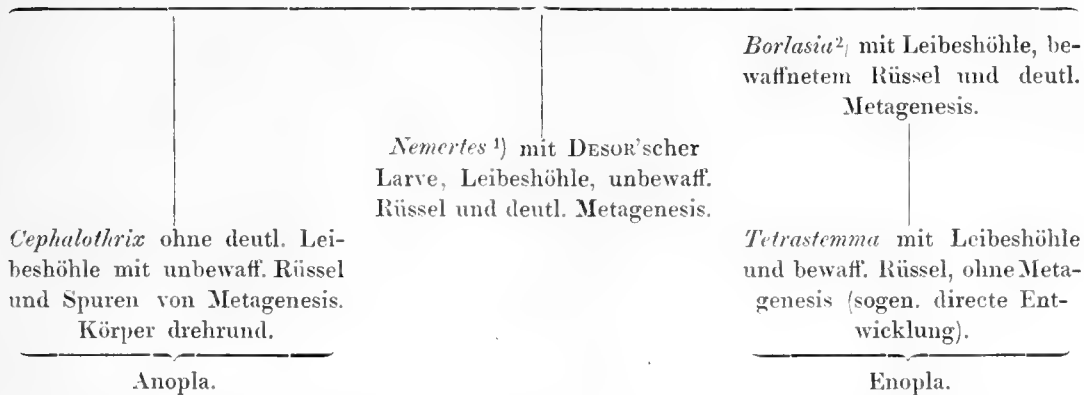 Borlasia²) mit Leibeshöhle, be-
waffnetem Rüssel und deutl.
Metagenesis.
Nemertes ¹) mit DESOR'scher
Larve, Leibeshöhle, unbewaff.
Rüssel und deutl. Metagenesis.
Cephalothrix ohne deutl. Lei-
beshöhle mit unbewaff. Rüssel
und Spuren von Metagenesis.
Körper drehrund.
Anopla.
Tetrastemma mit Leibeshöhle
und bewaff. Rüssel, ohne Meta-
genesis (sogen. directe Ent-
wicklung).
Enopla.